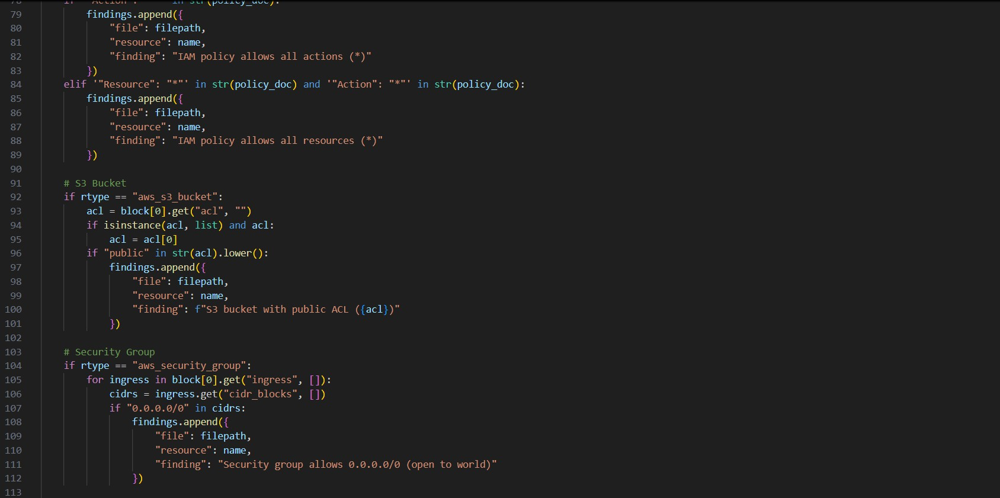 79 findings.append({
80 "file": filepath,
81 "resource": name,
82 "finding": "IAM policy allows all actions (*)"
83 })
84 elif '"Resource": "*"' in str(policy_doc) and '"Action": "*"' in str(policy_doc):
85 findings.append({
86 "file": filepath,
87 "resource": name,
88 "finding": "IAM policy allows all resources (*)"
89 })
90
91 # S3 Bucket
92 if rtype == "aws_s3_bucket":
93 acl = block[0].get("acl", "")
94 if isinstance(acl, list) and acl:
95 acl = acl[0]
96 if "public" in str(acl).lower():
97 findings.append({
98 "file": filepath,
99 "resource": name,
100 "finding": f"S3 bucket with public ACL ({acl})"
101 })
102
103 # Security Group
104 if rtype == "aws_security_group":
105 for ingress in block[0].get("ingress", []):
106 cidrs = ingress.get("cidr_blocks", [])
107 if "0.0.0.0/0" in cidrs:
108 findings.append({
109 "file": filepath,
110 "resource": name,
111 "finding": "Security group allows 0.0.0.0/0 (open to world)"
112 })
113